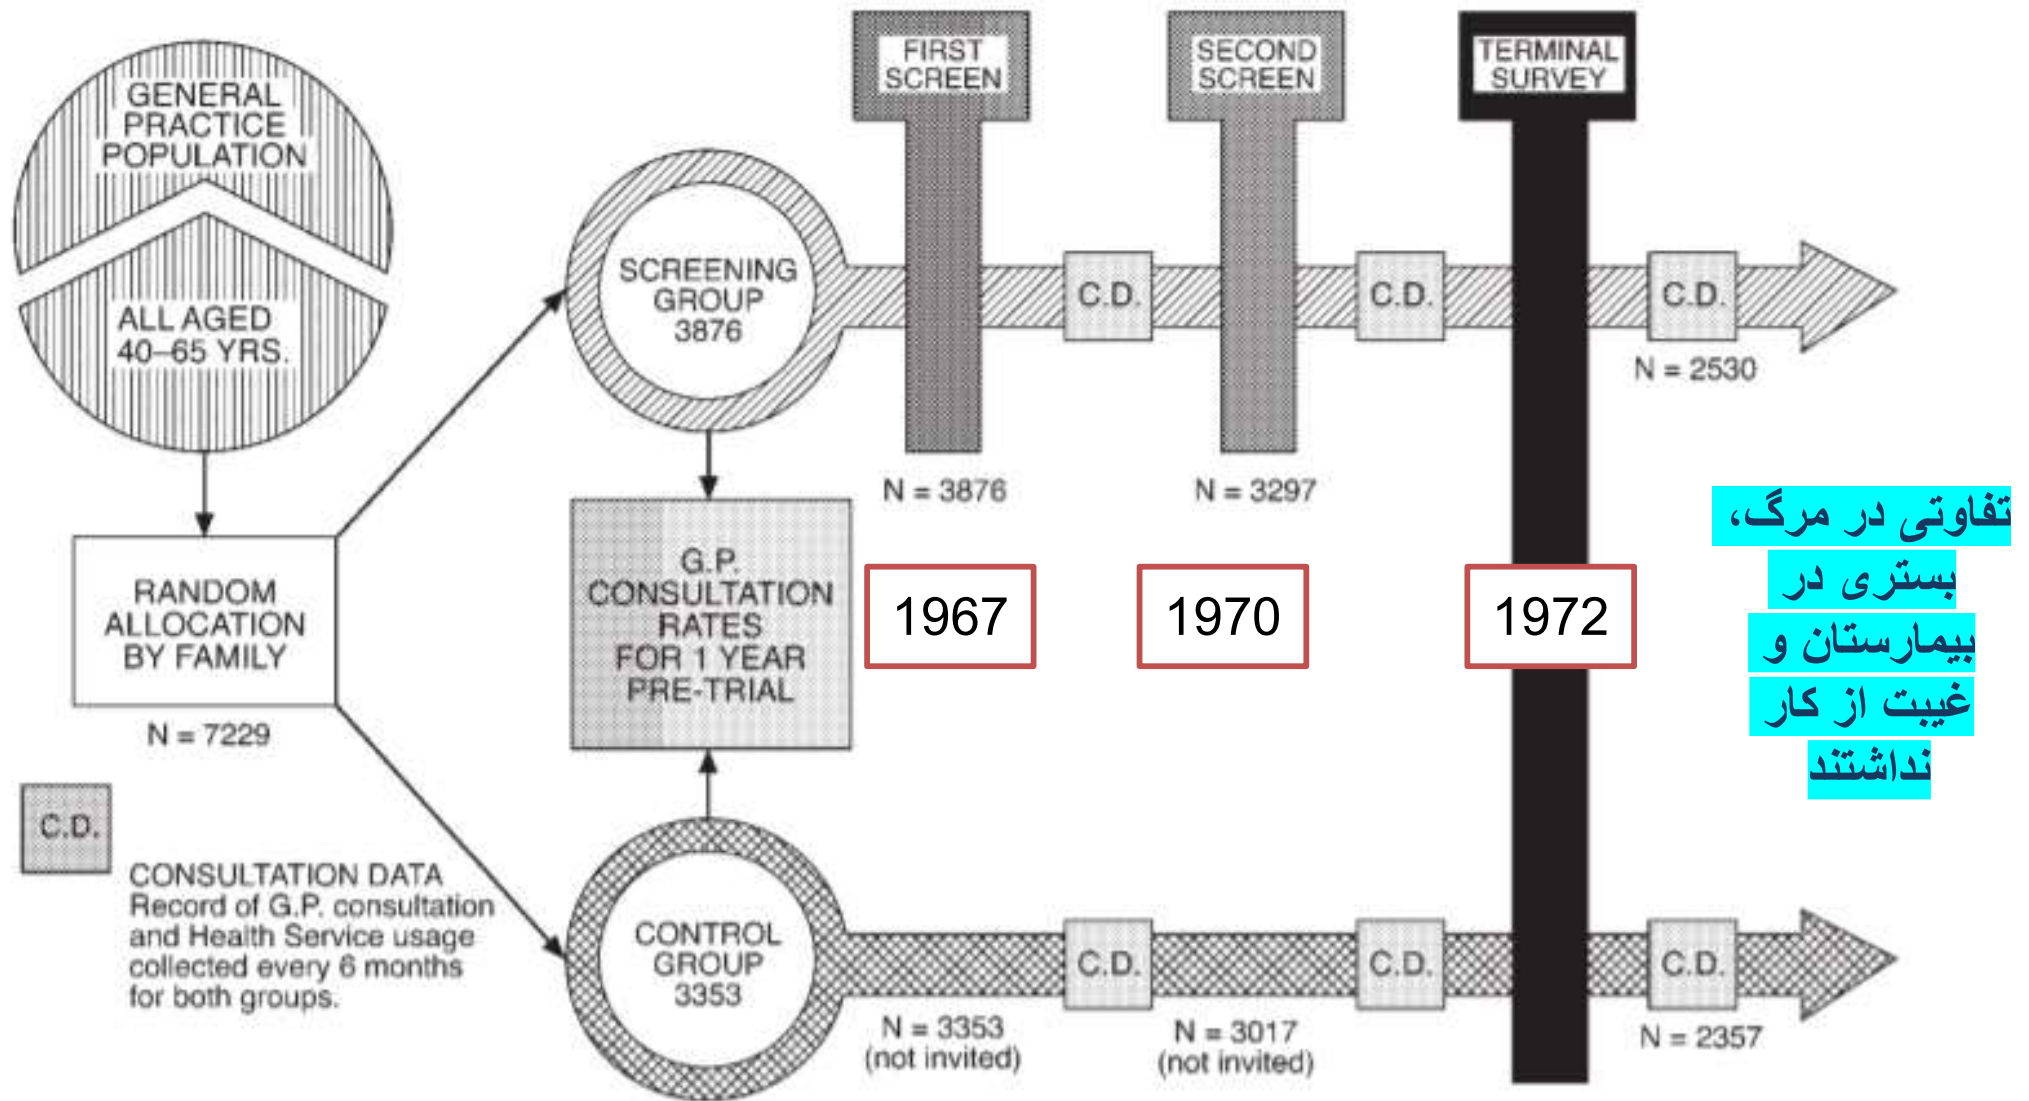 GENERAL
PRACTICE
POPULATION
ALL AGED
40–65 YRS.
RANDOM
ALLOCATION
BY FAMILY
N = 7229
C.D.
CONSULTATION DATA
Record of G.P. consultation
and Health Service usage
collected every 6 months
for both groups.
SCREENING
GROUP
3876
G.P.
CONSULTATION
RATES
FOR 1 YEAR
PRE-TRIAL
CONTROL
GROUP
3353
FIRST
SCREEN
SECOND
SCREEN
TERMINAL
SURVEY
C.D.
C.D.
C.D.
N = 3876
N = 3297
N = 2530
1967
1970
1972
تفاوتی در مرگ،
بستری در
بیمارستان و
غیبت از کار
نداشتند
C.D.
C.D.
C.D.
N = 3353
(not invited)
N = 3017
(not invited)
N = 2357